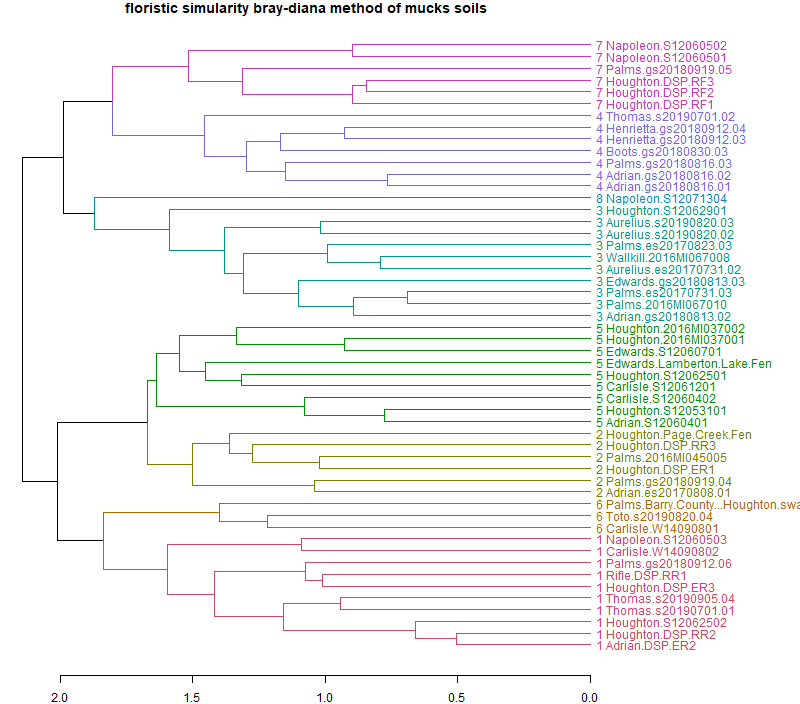 floristic simularity bray-diana method of mucks soils
7 Napoleon.S12060502
7 Napoleon.S12060501
7 Palms.gs20180919.05
7 Houghton.DSP.RF3
7 Houghton.DSP.RF2
7 Houghton.DSP.RF1
4 Thomas.s20190701.02
4 Henrietta.gs20180912.04
4 Henrietta.gs20180912.03
4 Boots.gs20180830.03
4 Palms.gs20180816.03
4 Adrian.gs20180816.02
4 Adrian.gs20180816.01
8 Napoleon.S12071304
3 Houghton.S12062901
3 Aurelius.s20190820.03
3 Aurelius.s20190820.02
3 Palms.es20170823.03
3 Wallkill.2016MI067008
3 Aurelius.es20170731.02
3 Edwards.gs20180813.03
3 Palms.es20170731.03
3 Palms.2016MI067010
3 Adrian.gs20180813.02
5 Houghton.2016MI037002
5 Houghton.2016MI037001
5 Edwards.S12060701
5 Edwards.Lamberton.Lake.Fen
5 Houghton.S12062501
5 Carlisle.S12061201
5 Carlisle.S12060402
5 Houghton.S12053101
5 Adrian.S12060401
2 Houghton.Page.Creek.Fen
2 Houghton.DSP.RR3
2 Palms.2016MI045005
2 Houghton.DSP.ER1
2 Palms.gs20180919.04
2 Adrian.es20170808.01
6 Palms.Barry.County...Houghton.swa
6 Toto.s20190820.04
6 Carlisle.W14090801
1 Napoleon.S12060503
1 Carlisle.W14090802
1 Palms.gs20180912.06
1 Rifle.DSP.RR1
1 Houghton.DSP.ER3
1 Thomas.s20190905.04
1 Thomas.s20190701.01
1 Houghton.S12062502
1 Houghton.DSP.RR2
1 Adrian.DSP.ER2
2.0 1.5 1.0 0.5 0.0